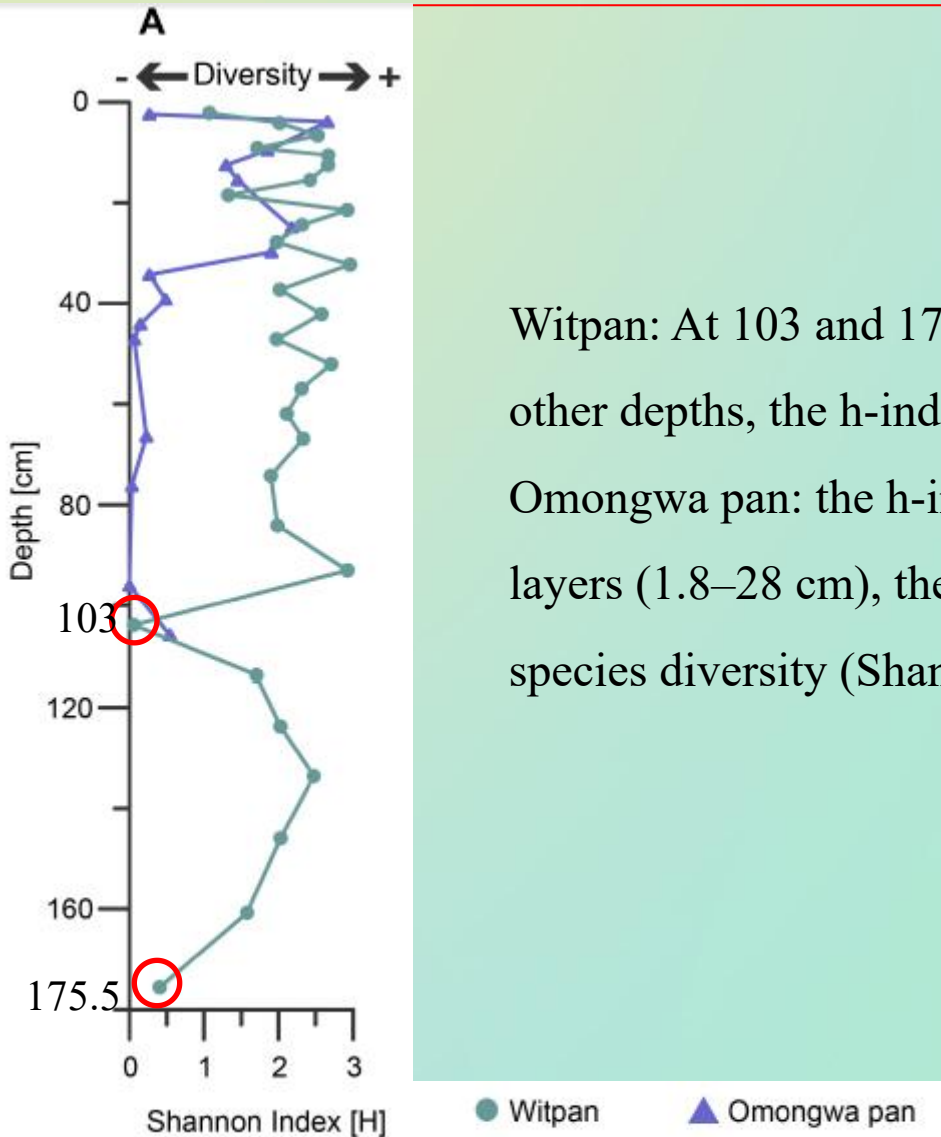 A
- Diversity +
0
40
80
103
120
160
175.5
Depth [cm]
0 1 2 3
Shannon Index [H]
Witpan: At 103 and 17
other depths, the h-ind
Omongwa pan: the h-i
layers (1.8–28 cm), the
species diversity (Shan
Witpan Omongwa pan